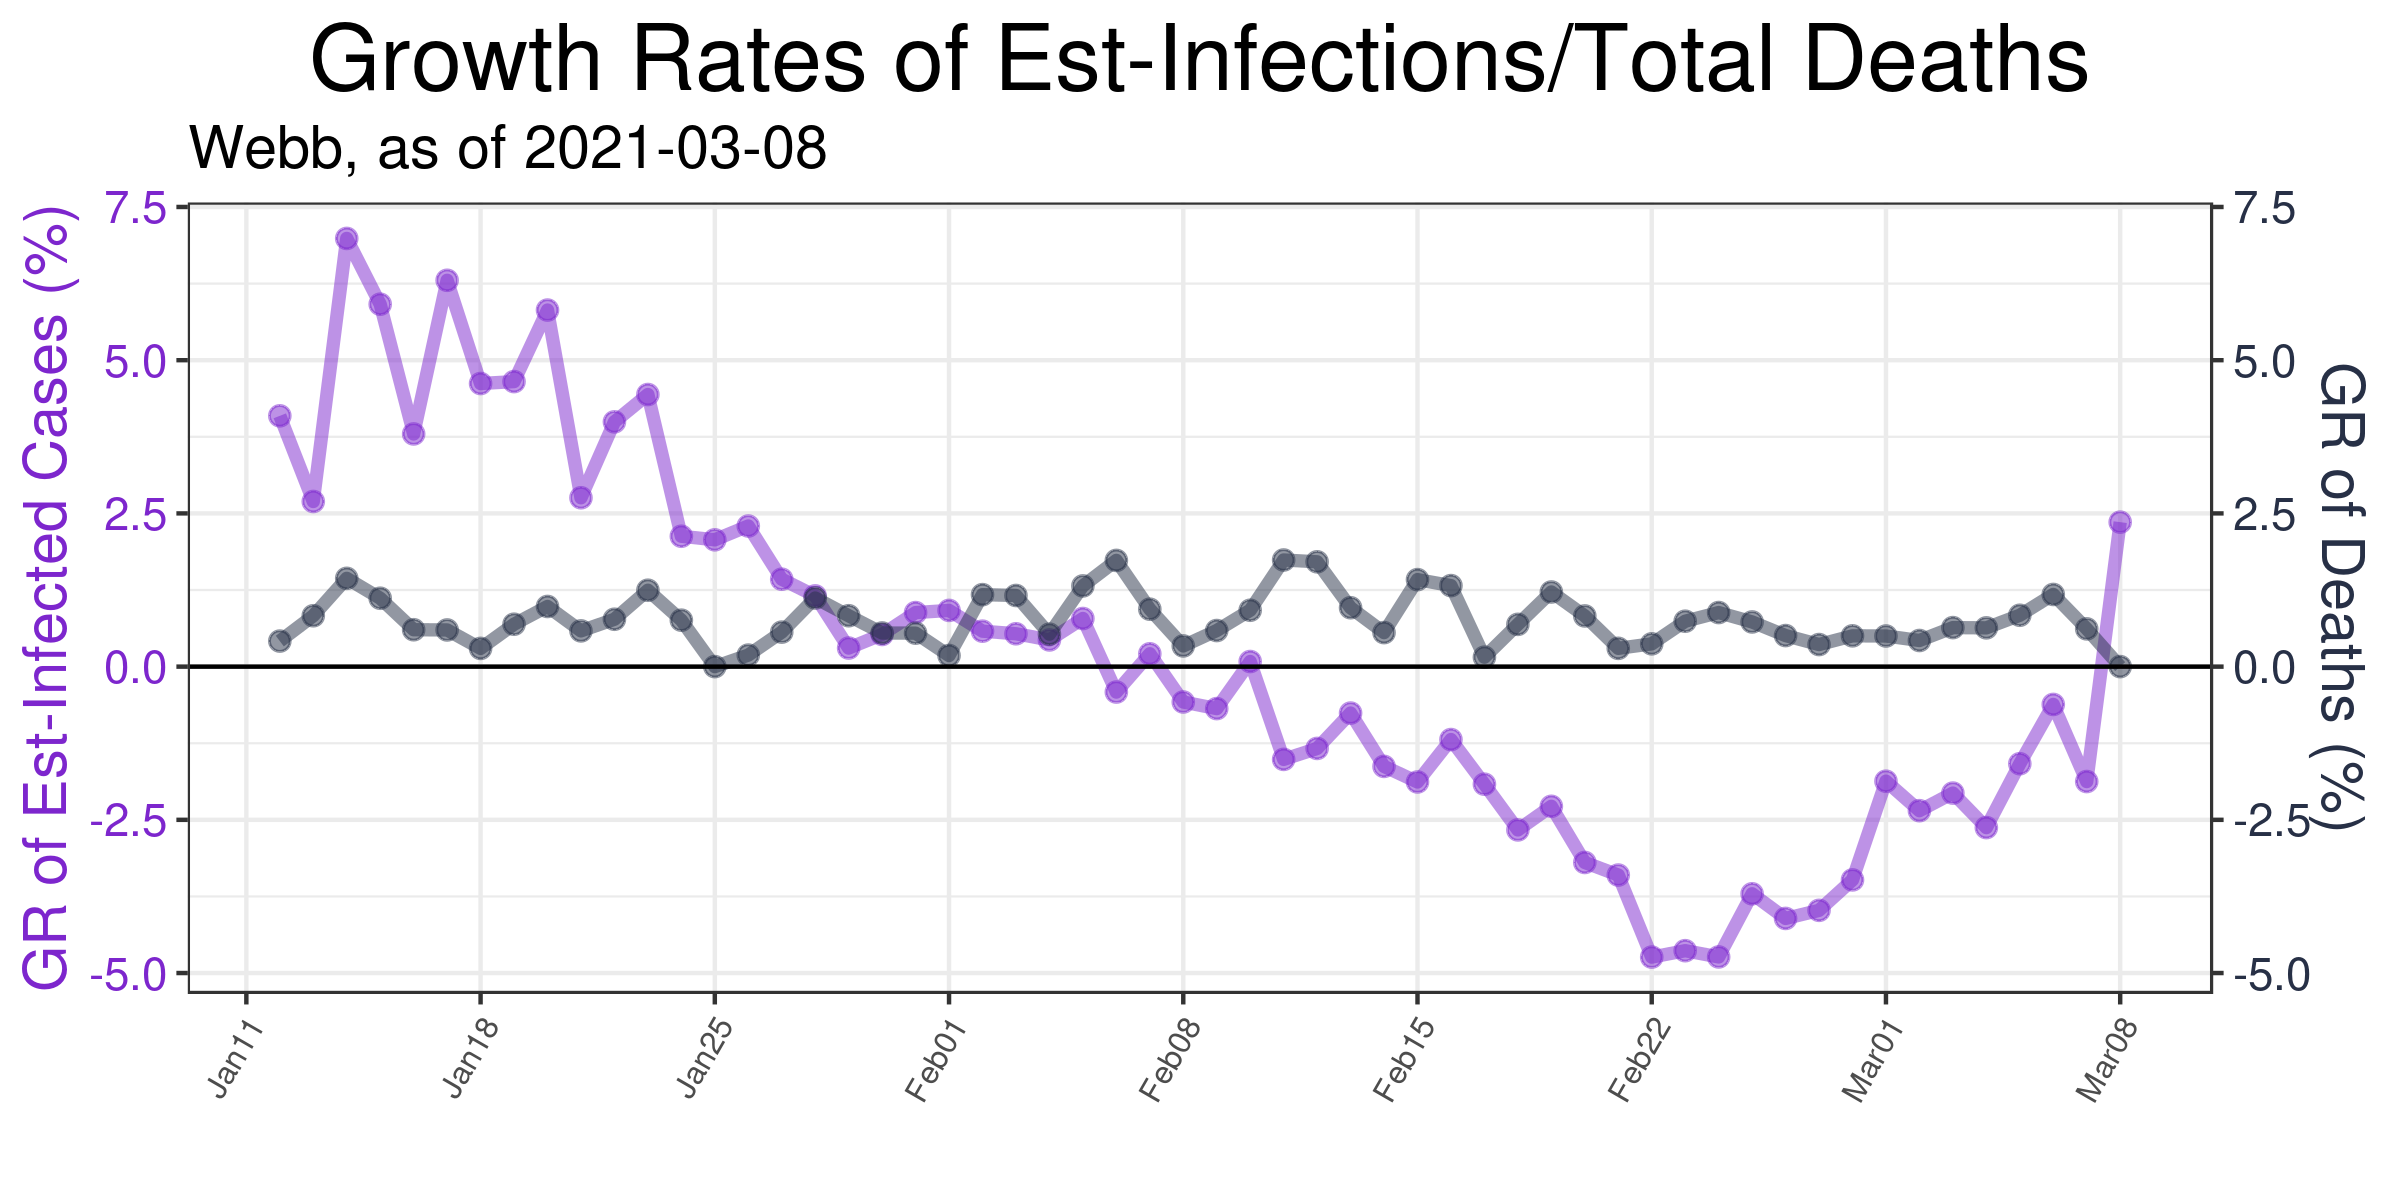 Growth Rates of Est-Infections/Total Deaths
Webb, as of 2021-03-08
GR of Est-Infected Cases (%)
7.5
5.0
2.5
0.0
-2.5
-5.0
7.5
5.0
2.5
0.0
-2.5
-5.0
GR of Deaths (%)
Jan11
Jan18
Jan25
Feb01
Feb08
Feb15
Feb22
Mar01
Mar08